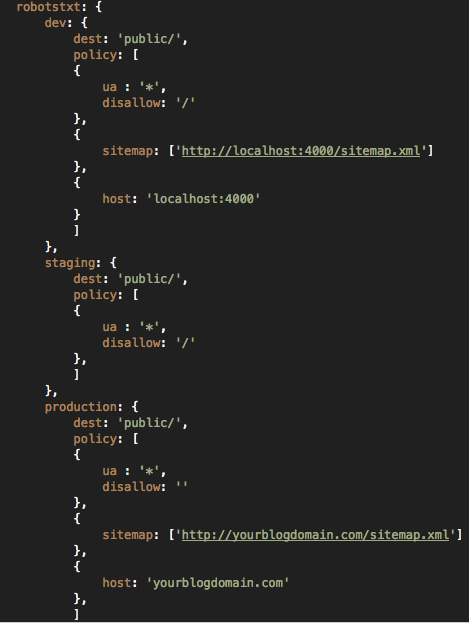 robotstxt: {
    dev: {
        dest: 'public/',
        policy: [
        {
            ua : '*',
            disallow: '/'
        },
        {
            sitemap: ['http://localhost:4000/sitemap.xml']
        },
        {
            host: 'localhost:4000'
        }
        ]
    },
    staging: {
        dest: 'public/',
        policy: [
        {
            ua : '*',
            disallow: '/'
        },
        ]
    },
    production: {
        dest: 'public/',
        policy: [
        {
            ua : '*',
            disallow: ''
        },
        {
            sitemap: ['http://yourblogdomain.com/sitemap.xml']
        },
        {
            host: 'yourblogdomain.com'
        },
        ]